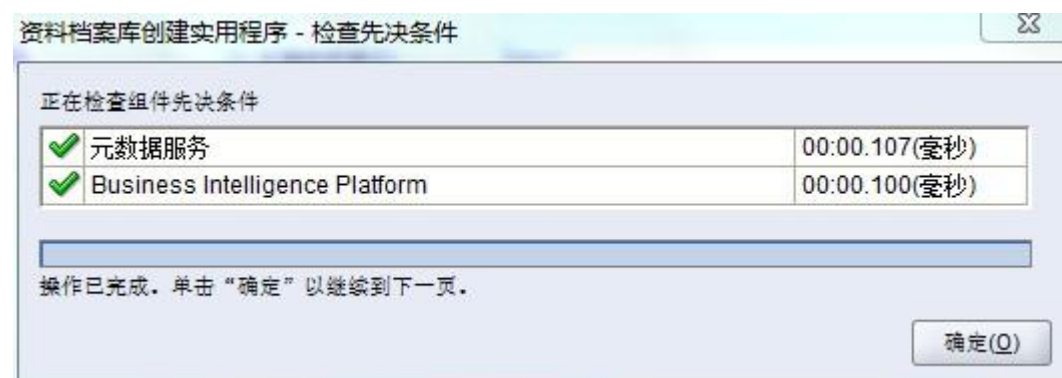 资料档案库创建实用程序 - 检查先决条件
正在检查组件先决条件
元数据服务 00:00.107(毫秒)
Business Intelligence Platform 00:00.100(毫秒)
操作已完成. 单击“确定”以继续到下一页.
确定(O)